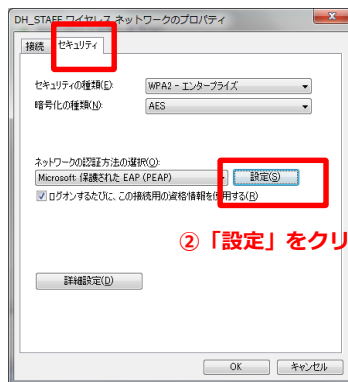 DH_STAFF ワイヤレス ネットワークのプロパティ
接続 セキュリティ
セキュリティの種類(E): WPA2 - エンタープライズ
暗号化の種類(N): AES
ネットワークの認証方法の選択(O):
Microsoft: 保護された EAP (PEAP) 設定(S)
ログオンするたびに、この接続用の資格情報を使用する(R)
②「設定」をクリ
詳細設定(D)
OK キャンセル